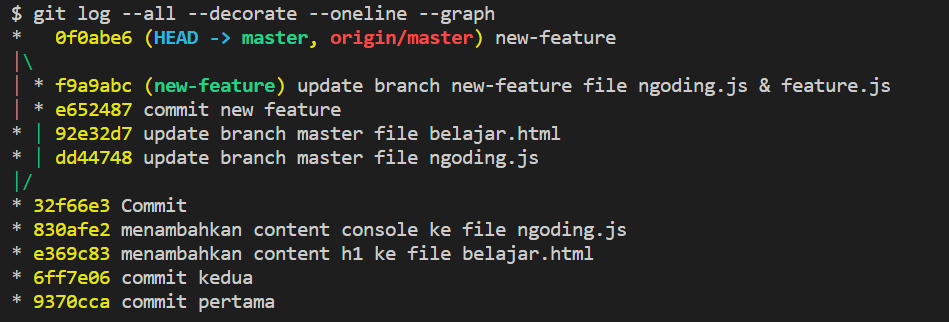 $ git log --all --decorate --oneline --graph
*   0f0abe6 (HEAD -> master, origin/master) new-feature
|\
| * f9a9abc (new-feature) update branch new-feature file ngoding.js & feature.js
| * e652487 commit new feature
* | 92e32d7 update branch master file belajar.html
* | dd44748 update branch master file ngoding.js
|/
* 32f66e3 Commit
* 830afe2 menambahkan content console ke file ngoding.js
* e369c83 menambahkan content h1 ke file belajar.html
* 6ff7e06 commit kedua
* 9370cca commit pertama